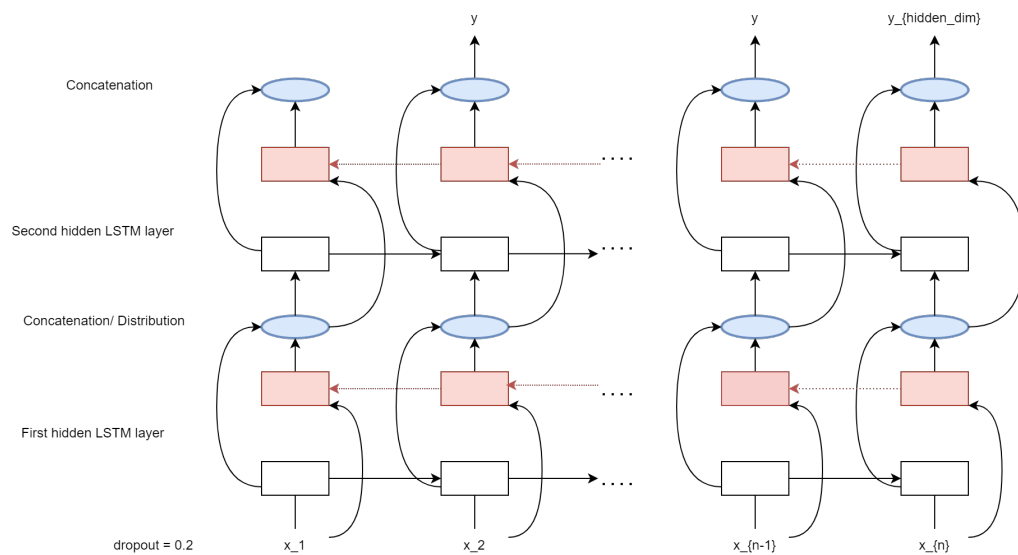 y
y
y_{hidden_dim}
Concatenation
. . . .
Second hidden LSTM layer
. . . .
Concatenation/ Distribution
. . . .
First hidden LSTM layer
. . . .
dropout = 0.2
x_1
x_2
x_{n-1}
x_{n}